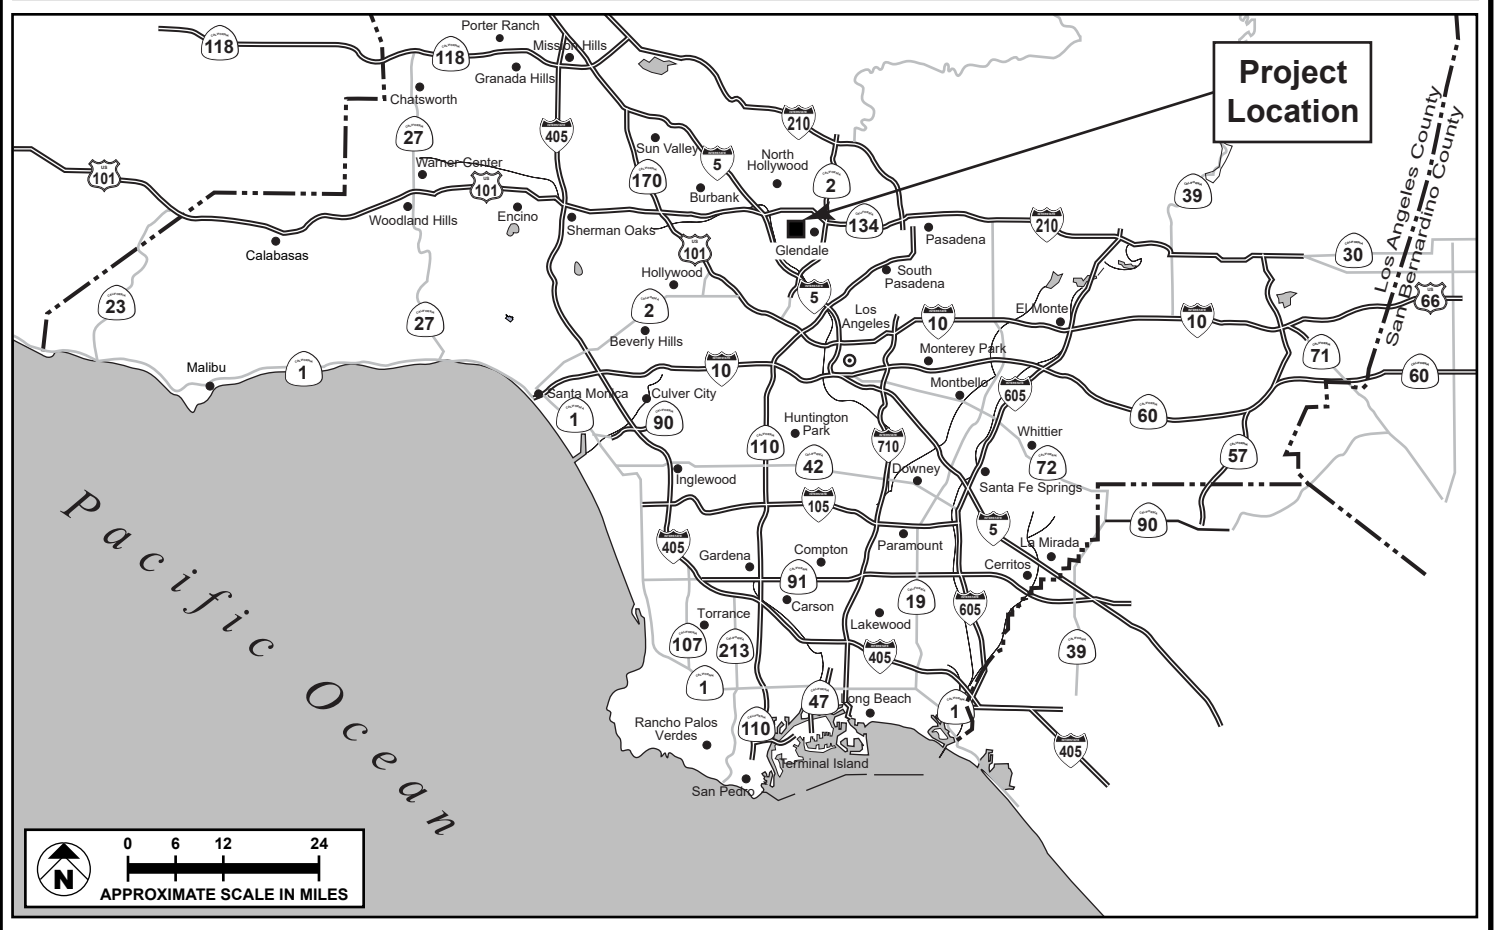 Porter Ranch
118
118
Mission Hills
Granada Hills
Chatsworth
Project
Location
210
27
405
Sun Valley
5
North
Hollywood
Warner Center
US
101
US
101
170
2
Burbank
39
Los Angeles County
San Bernardino County
Woodland Hills
Encino
Sherman Oaks
134
210
Glendale
Pasadena
Calabasas
US
101
30
Hollywood
South
Pasadena
23
27
2
5
Los
Angeles
10
El Monte
10
US
66
Beverly Hills
Monterey Park
71
Malibu
1
10
60
Santa Monica
Culver City
Montbello
605
1
90
Huntington
Park
60
110
710
Whittier
42
72
57
Inglewood
Downey
Santa Fe Springs
105
5
90
405
Gardena
Compton
Paramount
La Mirada
Cerritos
91
Carson
19
605
Torrance
Lakewood
107
213
405
39
1
47
Long Beach
1
Rancho Palos
Verdes
110
405
Terminal Island
San Pedro
Pacific Ocean
0 6 12 24
N
APPROXIMATE SCALE IN MILES